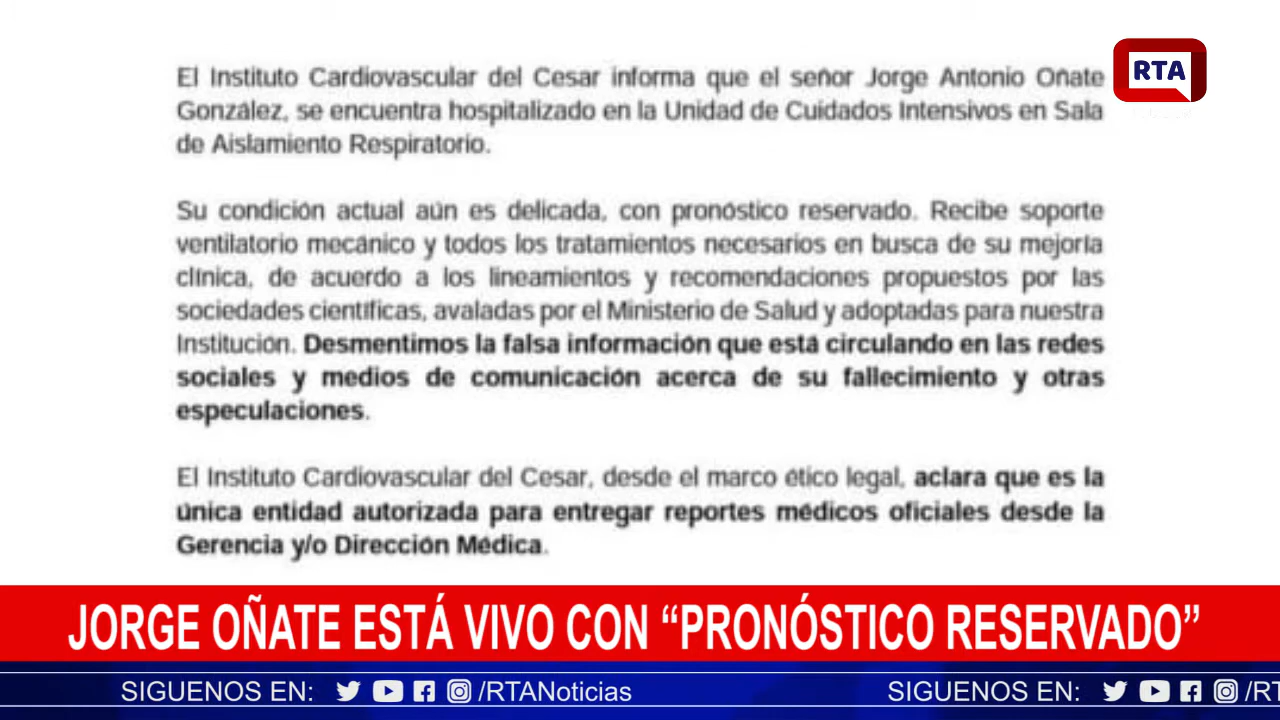 RTA
El Instituto Cardiovascular del Cesar informa que el señor Jorge Antonio Oñate
González, se encuentra hospitalizado en la Unidad de Cuidados Intensivos en Sala
de Aislamiento Respiratorio.
Su condición actual aún es delicada, con pronóstico reservado. Recibe soporte
ventilatorio mecánico y todos los tratamientos necesarios en busca de su mejoría
clínica, de acuerdo a los lineamientos y recomendaciones propuestos por las
sociedades científicas, avaladas por el Ministerio de Salud y adoptadas para nuestra
Institución. Desmentimos la falsa información que está circulando en las redes
sociales y medios de comunicación acerca de su fallecimiento y otras
especulaciones.
El Instituto Cardiovascular del Cesar, desde el marco ético legal, aclara que es la
única entidad autorizada para entregar reportes médicos oficiales desde la
Gerencia y/o Dirección Médica.
JORGE OÑATE ESTÁ VIVO CON “PRONÓSTICO RESERVADO”
SIGUENOS EN: /RTANoticias SIGUENOS EN: /RT